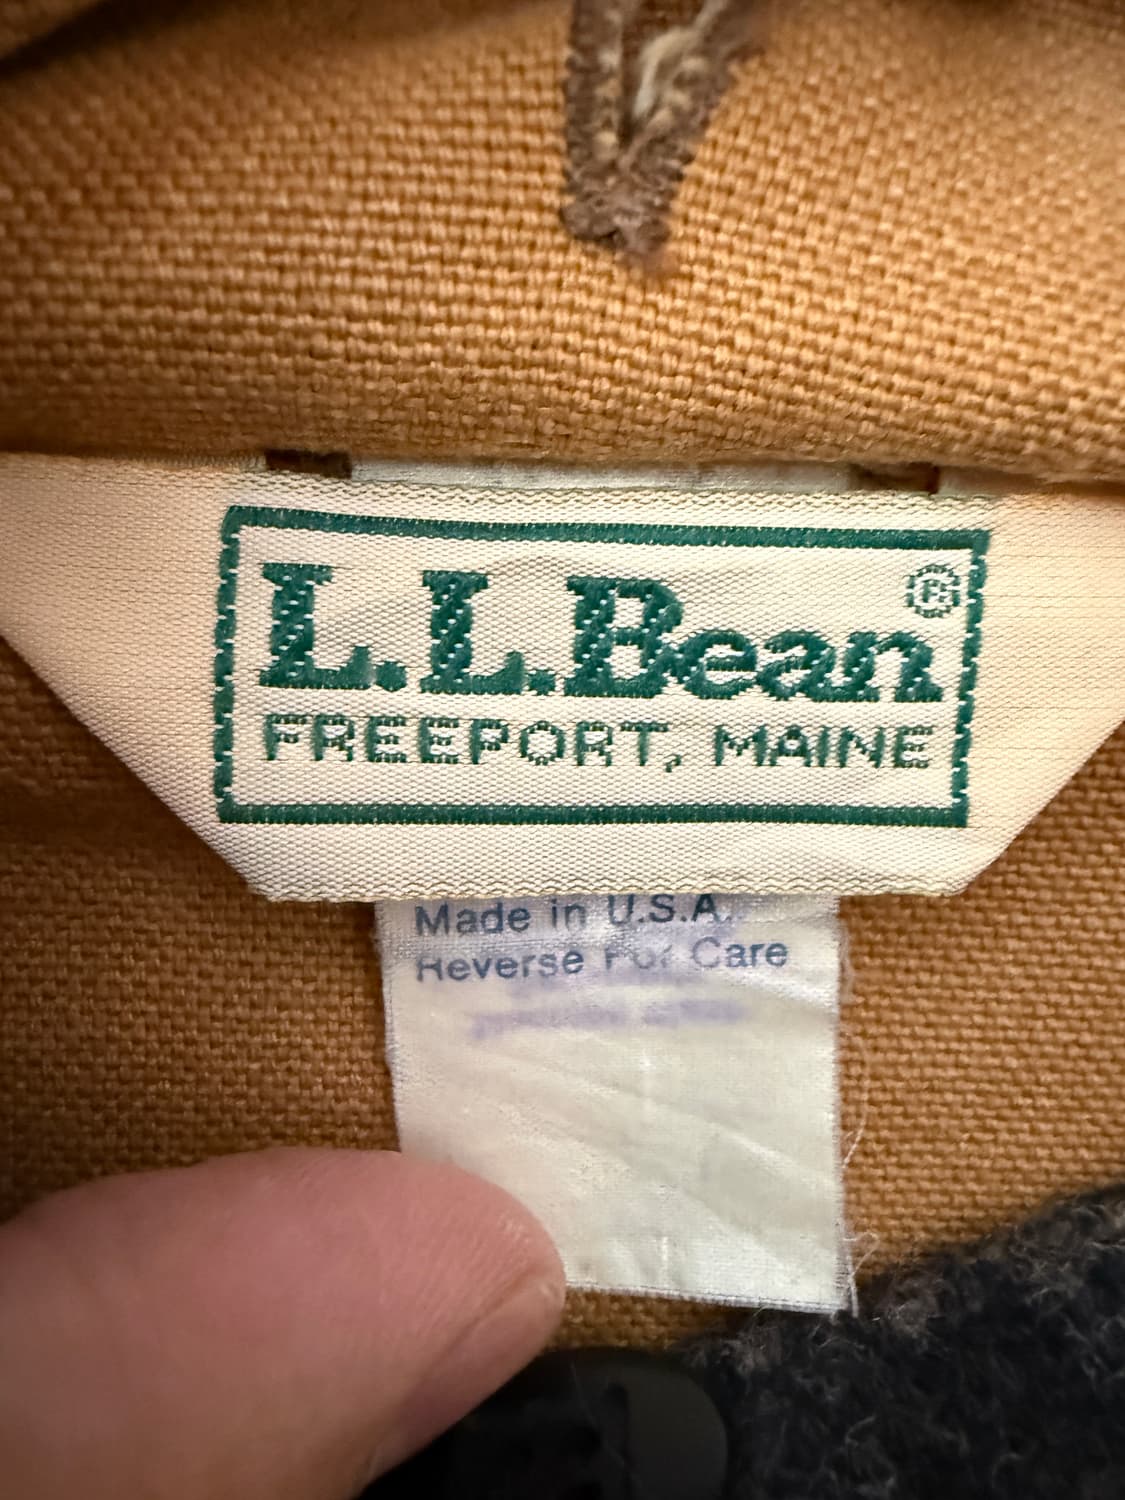 L.L.Bean®
FREEPORT, MAINE
Made in U.S.A.
Reverse For Care